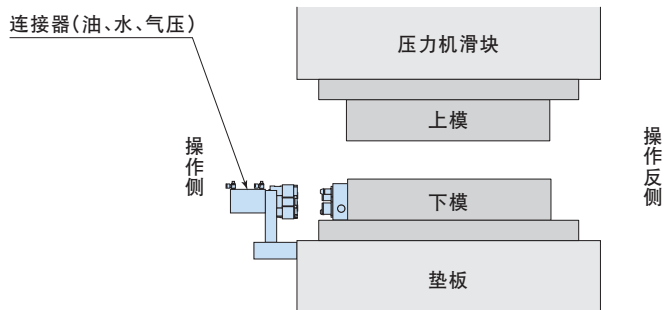 连接器(油、水、气压)
压力机滑块
上模
操作侧
操作反侧
下模
垫板